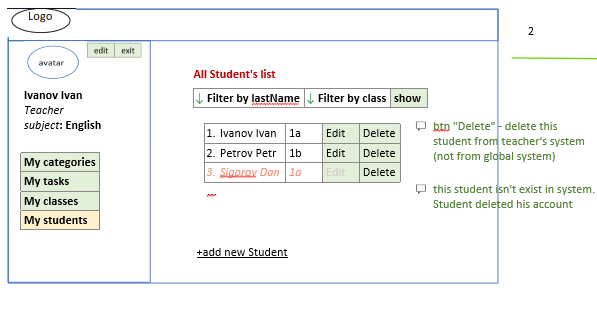 Logo
2
edit exit
avatar
All Student's list
Ivanov Ivan
Teacher
subject: English
↓ Filter by lastName ↓ Filter by class show
1. Ivanov Ivan 1a Edit Delete
2. Petrov Petr 1b Edit Delete
3. Sigorov Dan 1a Edit Delete
...
btn "Delete" - delete this
student from teacher's system
(not from global system)
this student isn't exist in system.
Student deleted his account
My categories
My tasks
My classes
My students
+add new Student